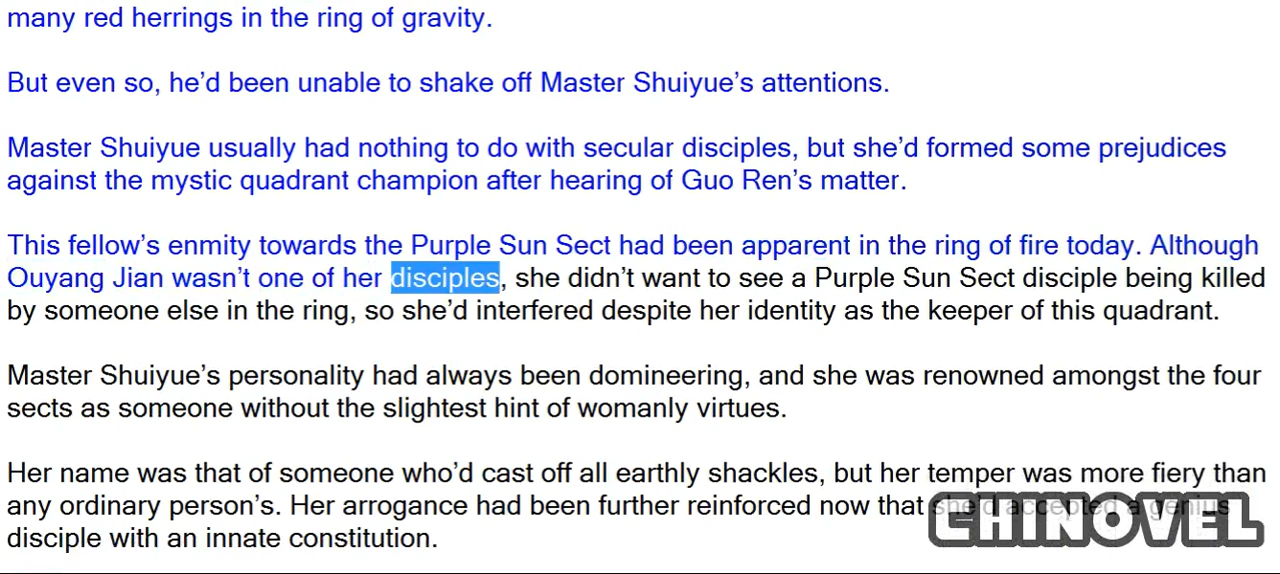 many red herrings in the ring of gravity.
But even so, he’d been unable to shake off Master Shuiyue’s attentions.
Master Shuiyue usually had nothing to do with secular disciples, but she’d formed some prejudices
against the mystic quadrant champion after hearing of Guo Ren’s matter.
This fellow’s enmity towards the Purple Sun Sect had been apparent in the ring of fire today. Although
Ouyang Jian wasn’t one of her disciples, she didn’t want to see a Purple Sun Sect disciple being killed
by someone else in the ring, so she’d interfered despite her identity as the keeper of this quadrant.
Master Shuiyue’s personality had always been domineering, and she was renowned amongst the four
sects as someone without the slightest hint of womanly virtues.
Her name was that of someone who’d cast off all earthly shackles, but her temper was more fiery than
any ordinary person’s. Her arrogance had been further reinforced now that she’d accepted a genius
disciple with an innate constitution.
CHINOVEL